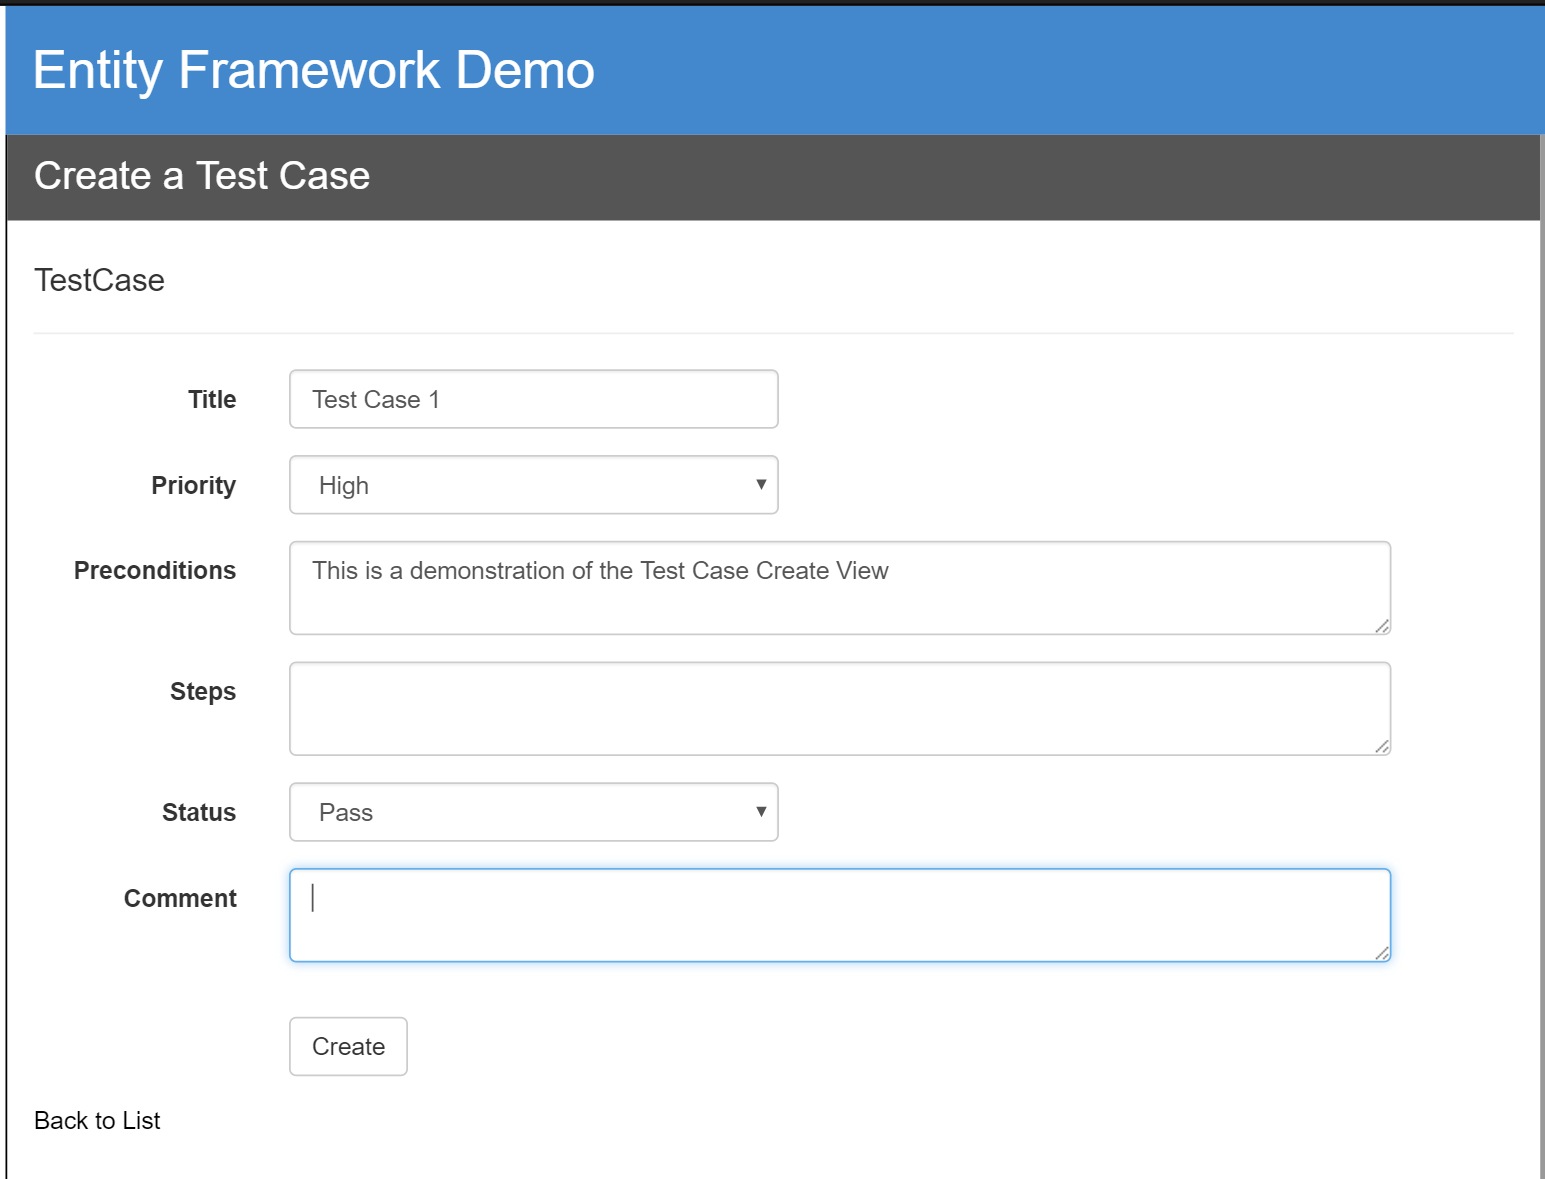 Entity Framework Demo
Create a Test Case
TestCase
Title
Test Case 1
Priority
High
Preconditions
This is a demonstration of the Test Case Create View
Steps
Status
Pass
Comment
Create
Back to List